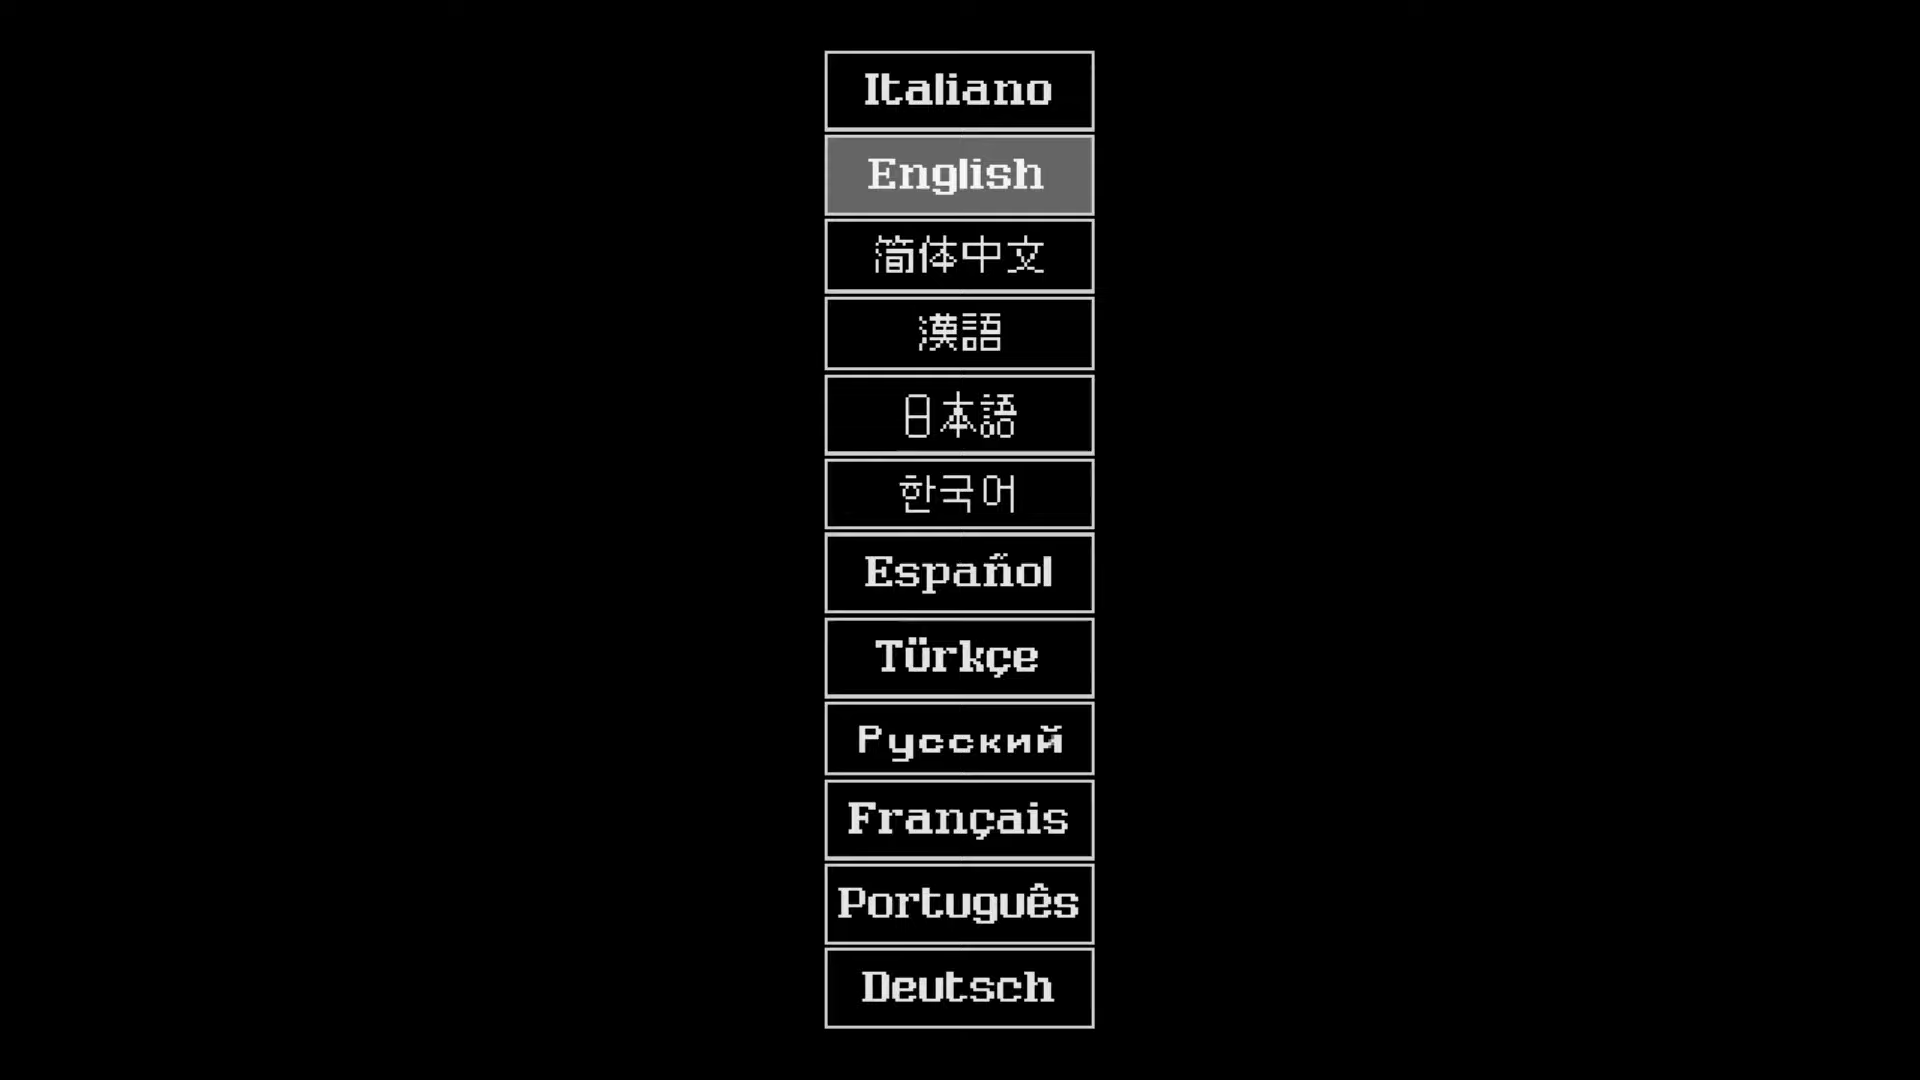 Italiano
English
简体中文
漢語
日本語
한국어
Español
Türkçe
Русский
Français
Português
Deutsch